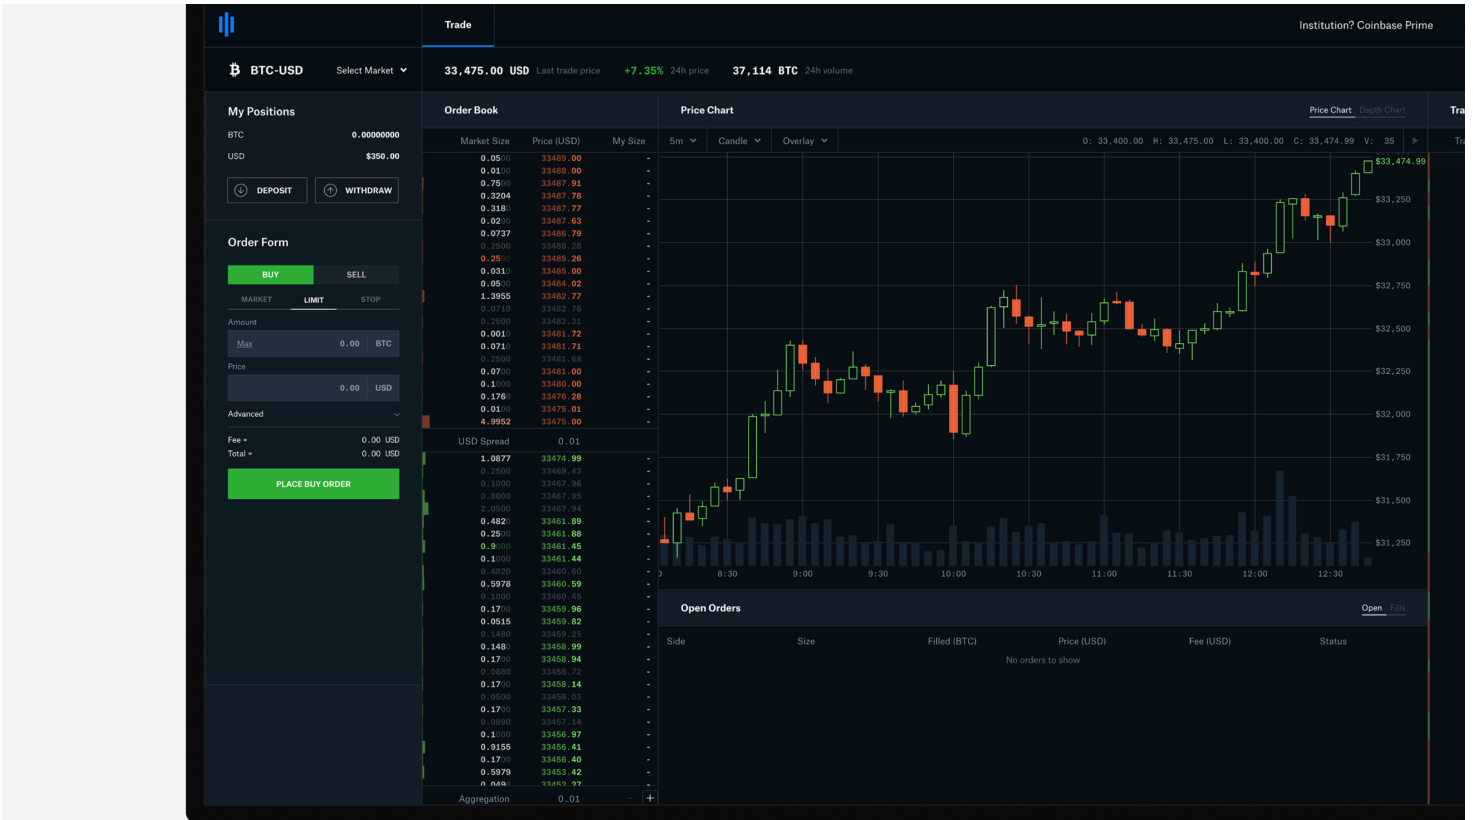 Trade
Institution? Coinbase Prime
BTC-USD Select Market
33,475.00 USD Last trade price +7.35% 24h price 37,114 BTC 24h volume
My Positions
BTC 0.00000000
USD $350.00
DEPOSIT WITHDRAW
Order Form
BUY SELL
MARKET LIMIT STOP
Amount
Max 0.00 BTC
Price
0.00 USD
Advanced
Fee ≈ 0.00 USD
Total ≈ 0.00 USD
PLACE BUY ORDER
Order Book
Market Size Price (USD) My Size
0.0500 33489.00 -
0.0100 33488.00 -
0.7500 33487.91 -
0.3204 33487.78 -
0.3180 33487.77 -
0.0200 33487.63 -
0.0737 33486.79 -
0.2500 33486.28 -
0.2500 33485.26 -
0.0310 33485.00 -
0.0500 33484.02 -
1.3955 33482.77 -
0.0710 33482.76 -
0.2500 33482.31 -
0.0010 33481.72 -
0.0710 33481.71 -
0.2500 33481.68 -
0.0700 33481.00 -
0.1000 33480.00 -
0.1760 33476.28 -
0.0100 33475.01 -
4.9952 33475.00 -
USD Spread 0.01
1.0877 33474.99 -
0.2500 33469.43 -
0.1000 33467.96 -
0.8000 33467.95 -
2.0500 33467.94 -
0.4820 33461.89 -
0.2500 33461.88 -
0.9000 33461.45 -
0.1000 33461.44 -
0.4820 33460.60 -
0.5978 33460.59 -
0.1000 33460.45 -
0.1700 33459.96 -
0.0515 33459.82 -
0.1480 33459.25 -
0.1480 33458.99 -
0.1700 33458.94 -
0.0880 33458.72 -
0.1700 33458.14 -
0.0500 33458.03 -
0.1700 33457.33 -
0.0890 33457.14 -
0.1000 33456.97 -
0.9155 33456.41 -
0.1700 33456.40 -
0.5979 33453.42 -
0.0490 33452.27 -
Aggregation 0.01 - +
Price Chart
Price Chart Depth Chart
5m Candle Overlay
O: 33,400.00 H: 33,475.00 L: 33,400.00 C: 33,474.99 V: 35
$33,474.99
$33,250
$33,000
$32,750
$32,500
$32,250
$32,000
$31,750
$31,500
$31,250
8:30 9:00 9:30 10:00 10:30 11:00 11:30 12:00 12:30
Open Orders
Open Fills
Side Size Filled (BTC) Price (USD) Fee (USD) Status
No orders to show
Tra
Tra